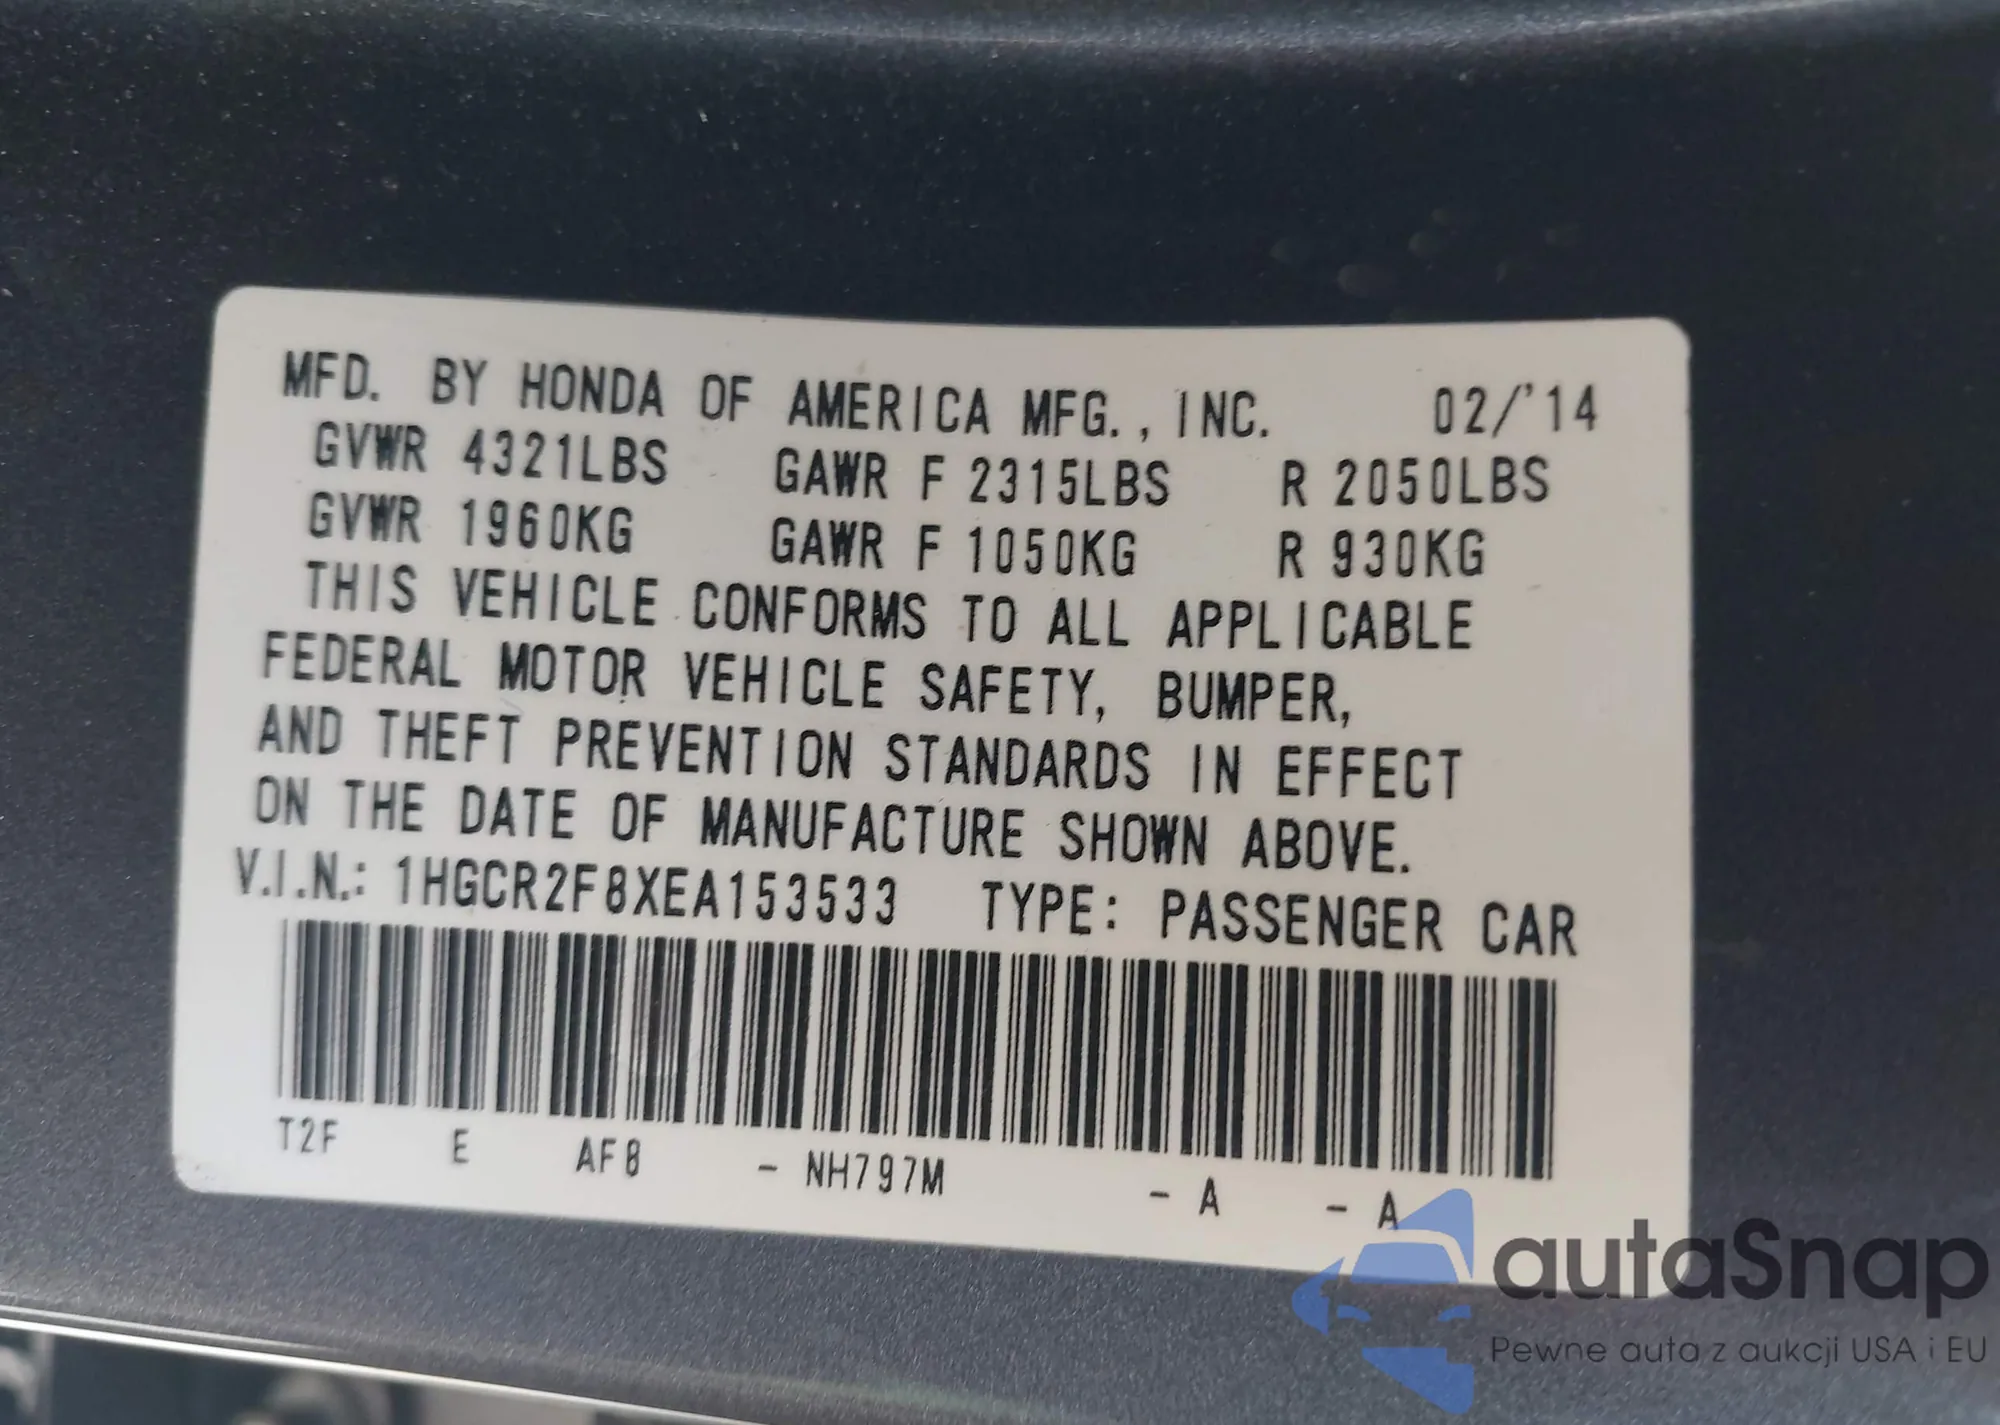 MFD. BY HONDA OF AMERICA MFG., INC. 02/'14
GVWR 4321LBS GAWR F 2315LBS R 2050LBS
GVWR 1960KG GAWR F 1050KG R 930KG
THIS VEHICLE CONFORMS TO ALL APPLICABLE
FEDERAL MOTOR VEHICLE SAFETY, BUMPER,
AND THEFT PREVENTION STANDARDS IN EFFECT
ON THE DATE OF MANUFACTURE SHOWN ABOVE.
V.I.N.: 1HGCR2F8XEA153533 TYPE: PASSENGER CAR
T2F E AF8 - NH797M - A - A
autaSnap
Pewne auta z aukcji USA i EU